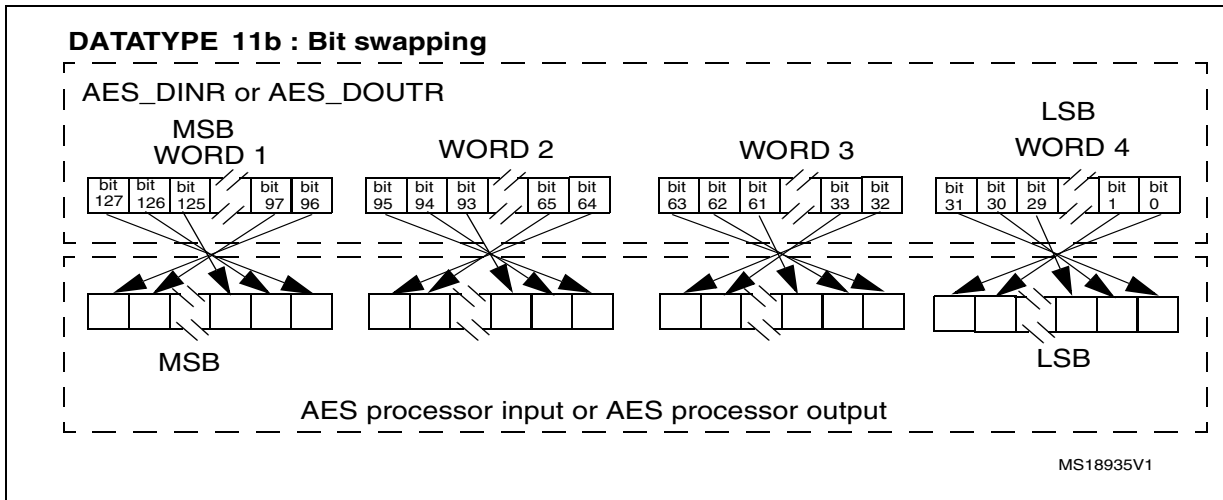 DATATYPE 11b : Bit swapping
AES_DINR or AES_DOUTR
MSB
WORD 1
WORD 2
WORD 3
LSB
WORD 4
bit 127 bit 126 bit 125 bit 97 bit 96
bit 95 bit 94 bit 93 bit 65 bit 64
bit 63 bit 62 bit 61 bit 33 bit 32
bit 31 bit 30 bit 29 bit 1 bit 0
MSB
LSB
AES processor input or AES processor output
MS18935V1